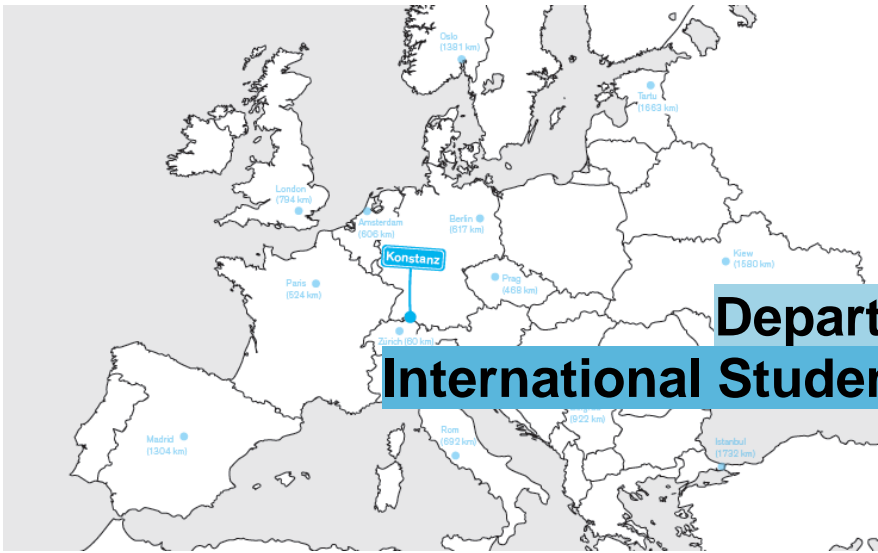 Oslo
(1381 km)
Tartu
(1663 km)
London
(794 km)
Amsterdam
(606 km)
Berlin
(617 km)
Konstanz
Kiew
(1580 km)
Paris
(524 km)
Prag
(468 km)
Depart
Zürich (60 km)
International Studen
(922 km)
Madrid
(1304 km)
Rom
(692 km)
Istanbul
(1732 km)